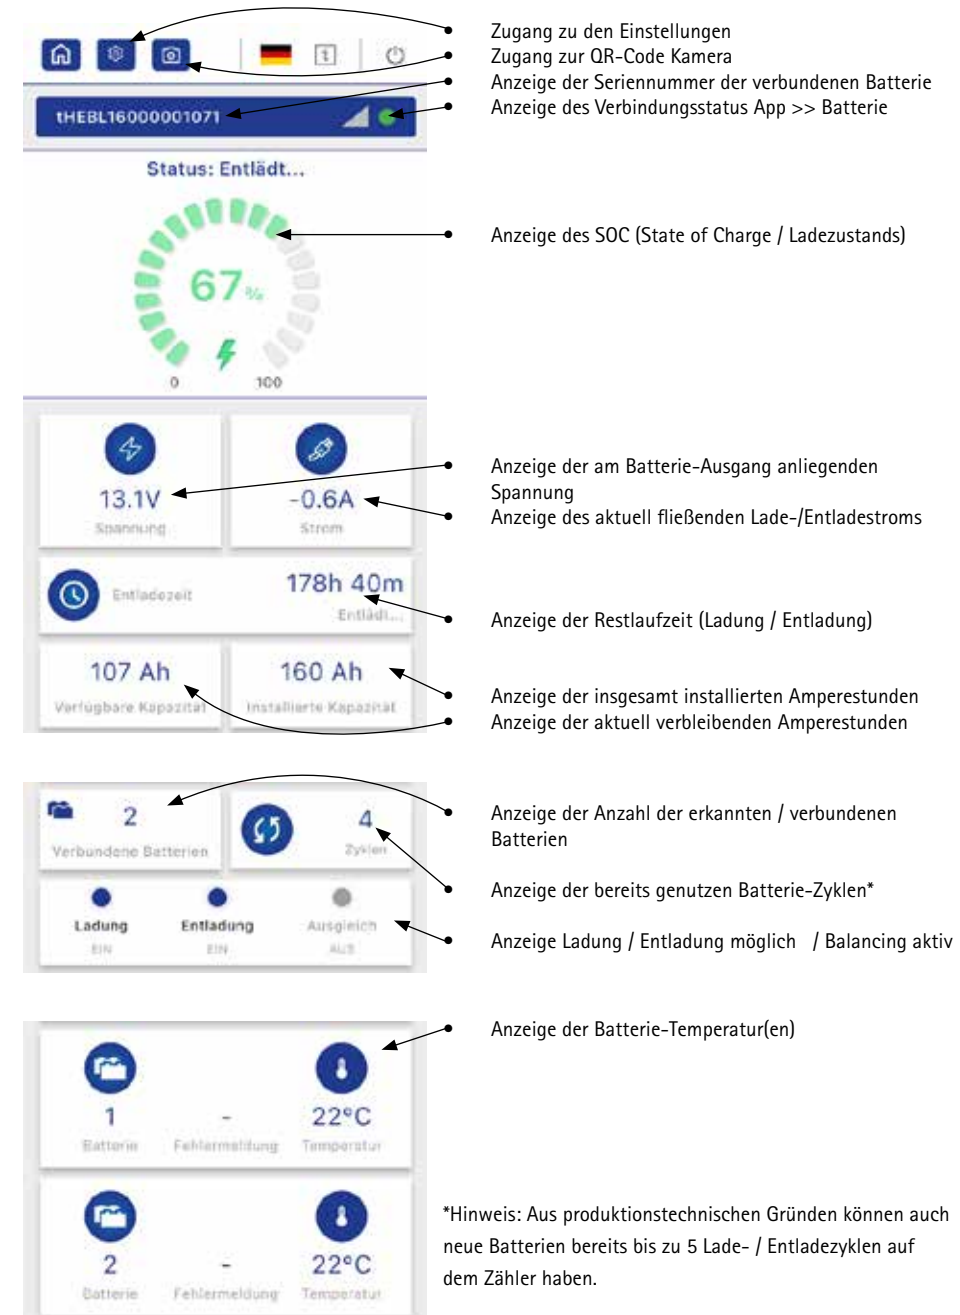 Zugang zu den Einstellungen
Zugang zur QR-Code Kamera
Anzeige der Seriennummer der verbundenen Batterie
Anzeige des Verbindungsstatus App >> Batterie
tHEBL16000001071
Status: Entlädt...
Anzeige des SOC (State of Charge / Ladezustands)
67%
0 100
Anzeige der am Batterie-Ausgang anliegenden
Spannung
Anzeige des aktuell fließenden Lade-/Entladestroms
13.1V -0.6A
Spannung Strom
178h 40m
Entladezeit
Entlädt...
Anzeige der Restlaufzeit (Ladung / Entladung)
107 Ah 160 Ah
Verfügbare Kapazität Installierte Kapazität
Anzeige der insgesamt installierten Amperestunden
Anzeige der aktuell verbleibenden Amperestunden
2 4
Verbundene Batterien Zyklen
Anzeige der Anzahl der erkannten / verbundenen
Batterien
Anzeige der bereits genutzen Batterie-Zyklen*
Ladung Entladung Ausgleich
EIN EIN AUS
Anzeige Ladung / Entladung möglich / Balancing aktiv
Anzeige der Batterie-Temperatur(en)
1 - 22°C
Batterie Fehlermeldung Temperatur
2 - 22°C
Batterie Fehlermeldung Temperatur
*Hinweis: Aus produktionstechnischen Gründen können auch
neue Batterien bereits bis zu 5 Lade- / Entladezyklen auf
dem Zähler haben.